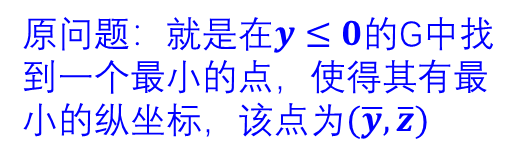 原问题：就是在y ≤ 0的G中找
到一个最小的点，使得其有最
小的纵坐标，该点为(y̅, z̅)